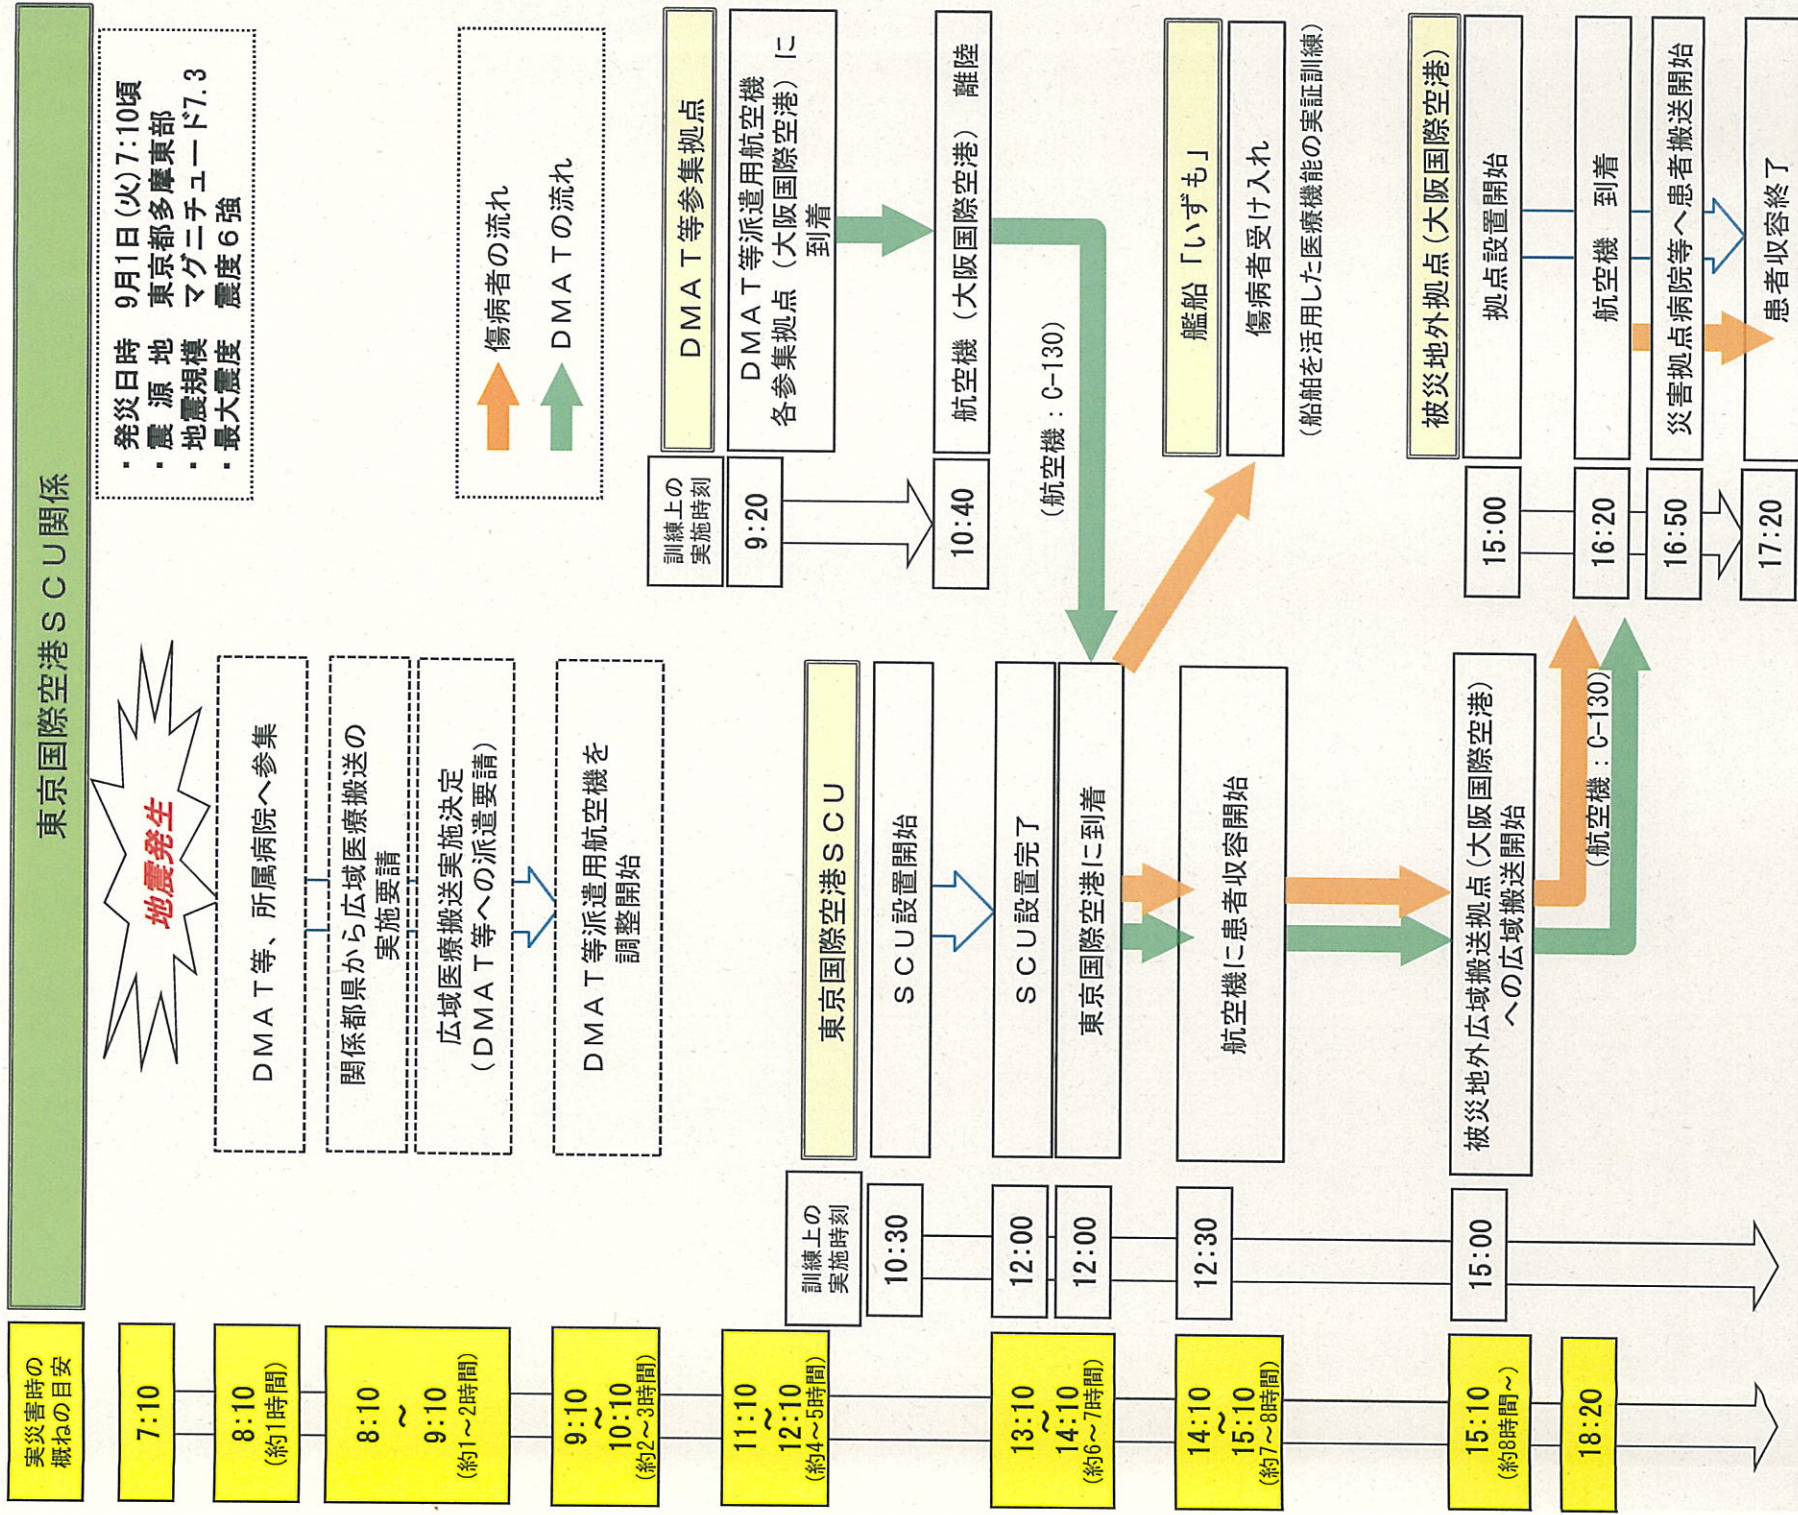 東京国際空港ＳＣＵ関係
実災害時の
概ねの目安
7:10
8:10
(約1時間)
8:10
～
9:10
(約1～2時間)
9:10
～
10:10
(約2～3時間)
11:10
～
12:10
(約4～5時間)
13:10
～
14:10
(約6～7時間)
14:10
～
15:10
(約7～8時間)
15:10
(約8時間～)
18:20
地震発生
・発災日時　9月1日(火)7:10頃
・震 源 地　東京都多摩東部
・地震規模　マグニチュード7.3
・最大震度　震度６強
傷病者の流れ
ＤＭＡＴの流れ
ＤＭＡＴ等、所属病院へ参集
関係都県から広域医療搬送の
実施要請
広域医療搬送実施決定
（ＤＭＡＴ等への派遣要請）
ＤＭＡＴ等派遣用航空機を
調整開始
訓練上の
実施時刻
ＤＭＡＴ等参集拠点
9:20
ＤＭＡＴ等派遣用航空機
各参集拠点（大阪国際空港）に
到着
10:40
航空機（大阪国際空港）　離陸
(航空機：C-130)
訓練上の
実施時刻
東京国際空港ＳＣＵ
10:30
ＳＣＵ設置開始
12:00
ＳＣＵ設置完了
12:00
東京国際空港に到着
12:30
航空機に患者収容開始
15:00
被災地外広域搬送拠点(大阪国際空港)
への広域搬送開始
(航空機：C-130)
艦船「いずも」
傷病者受け入れ
(船舶を活用した医療機能の実証訓練)
被災地外拠点(大阪国際空港)
15:00
拠点設置開始
16:20
航空機　到着
16:50
災害拠点病院等へ患者搬送開始
17:20
患者収容終了